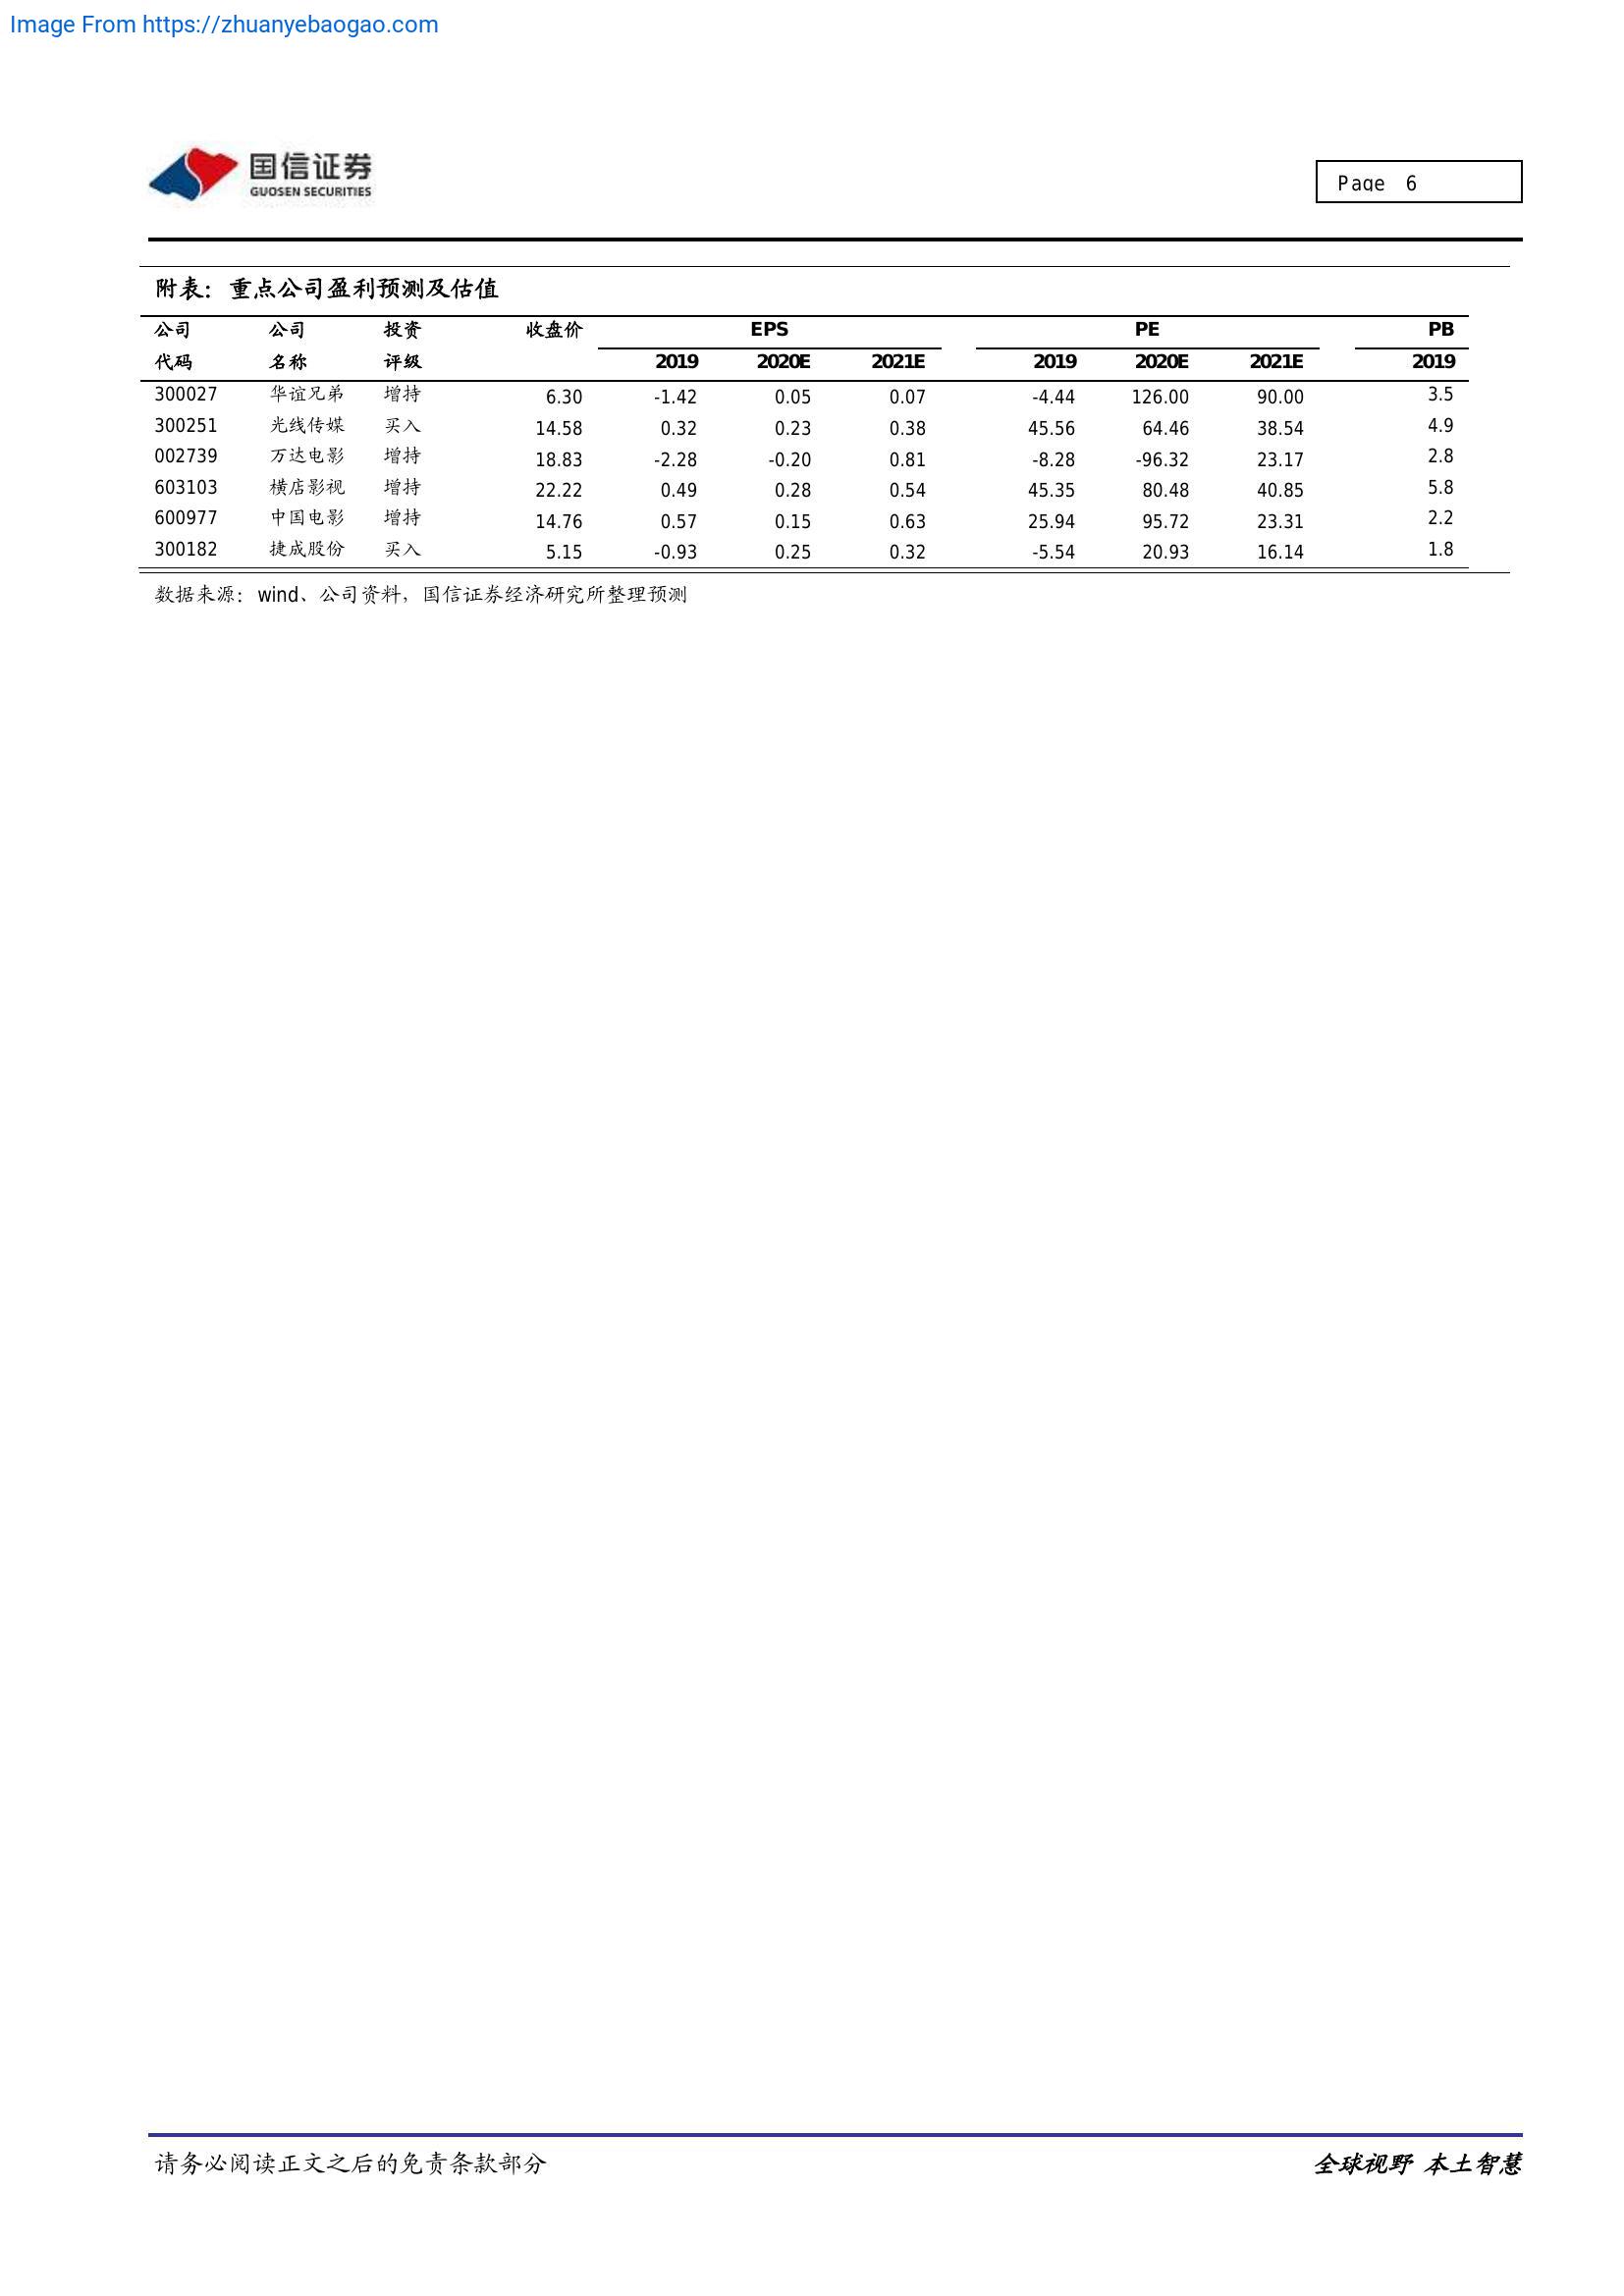 Image From https://zhuanyebaogao.com
国信证券
GUOSEN SECURITIES
Page 6
附表：重点公司盈利预测及估值
公司 公司 投资 收盘价 EPS PE PB
代码 名称 评级 2019 2020E 2021E 2019 2020E 2021E 2019
300027 华谊兄弟 增持 6.30 -1.42 0.05 0.07 -4.44 126.00 90.00 3.5
300251 光线传媒 买入 14.58 0.32 0.23 0.38 45.56 64.46 38.54 4.9
002739 万达电影 增持 18.83 -2.28 -0.20 0.81 -8.28 -96.32 23.17 2.8
603103 横店影视 增持 22.22 0.49 0.28 0.54 45.35 80.48 40.85 5.8
600977 中国电影 增持 14.76 0.57 0.15 0.63 25.94 95.72 23.31 2.2
300182 捷成股份 买入 5.15 -0.93 0.25 0.32 -5.54 20.93 16.14 1.8
数据来源：wind、公司资料，国信证券经济研究所整理预测
请务必阅读正文之后的免责条款部分 全球视野 本土智慧